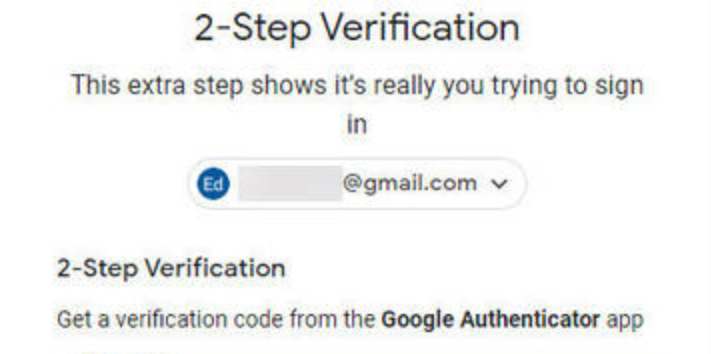 2-Step Verification
This extra step shows it's really you trying to sign
in
Ed @gmail.com
2-Step Verification
Get a verification code from the Google Authenticator app